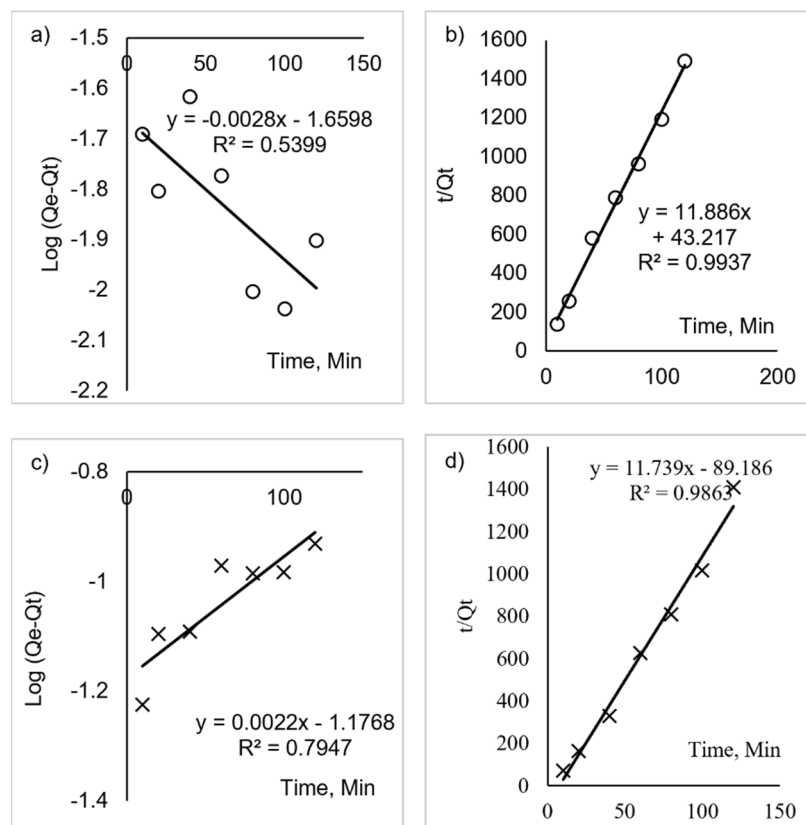 a)
-1.5
0
50
100
150
-1.6
-1.7
-1.8
-1.9
-2
-2.1
-2.2
Log (Qe-Qt)
y = -0.0028x - 1.6598
R² = 0.5399
Time, Min
b)
1600
1400
1200
1000
800
600
400
200
0
t/Qt
y = 11.886x
+ 43.217
R² = 0.9937
Time, Min
0
100
200
c)
-0.8
0
100
-1
-1.2
-1.4
Log (Qe-Qt)
y = 0.0022x - 1.1768
R² = 0.7947
Time, Min
d)
1600
1400
1200
1000
800
600
400
200
0
t/Qt
y = 11.739x - 89.186
R² = 0.9863
Time, Min
0
50
100
150